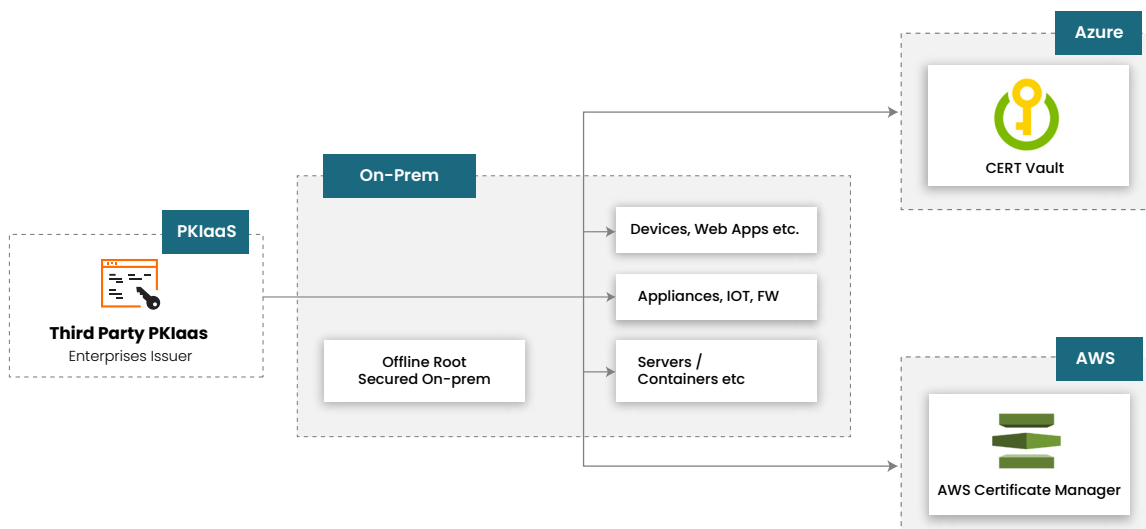 Azure
CERT Vault
On-Prem
PKIaaS
Third Party PKIaas
Enterprises Issuer
Devices, Web Apps etc.
Appliances, IOT, FW
Offline Root
Secured On-prem
Servers /
Containers etc
AWS
AWS Certificate Manager